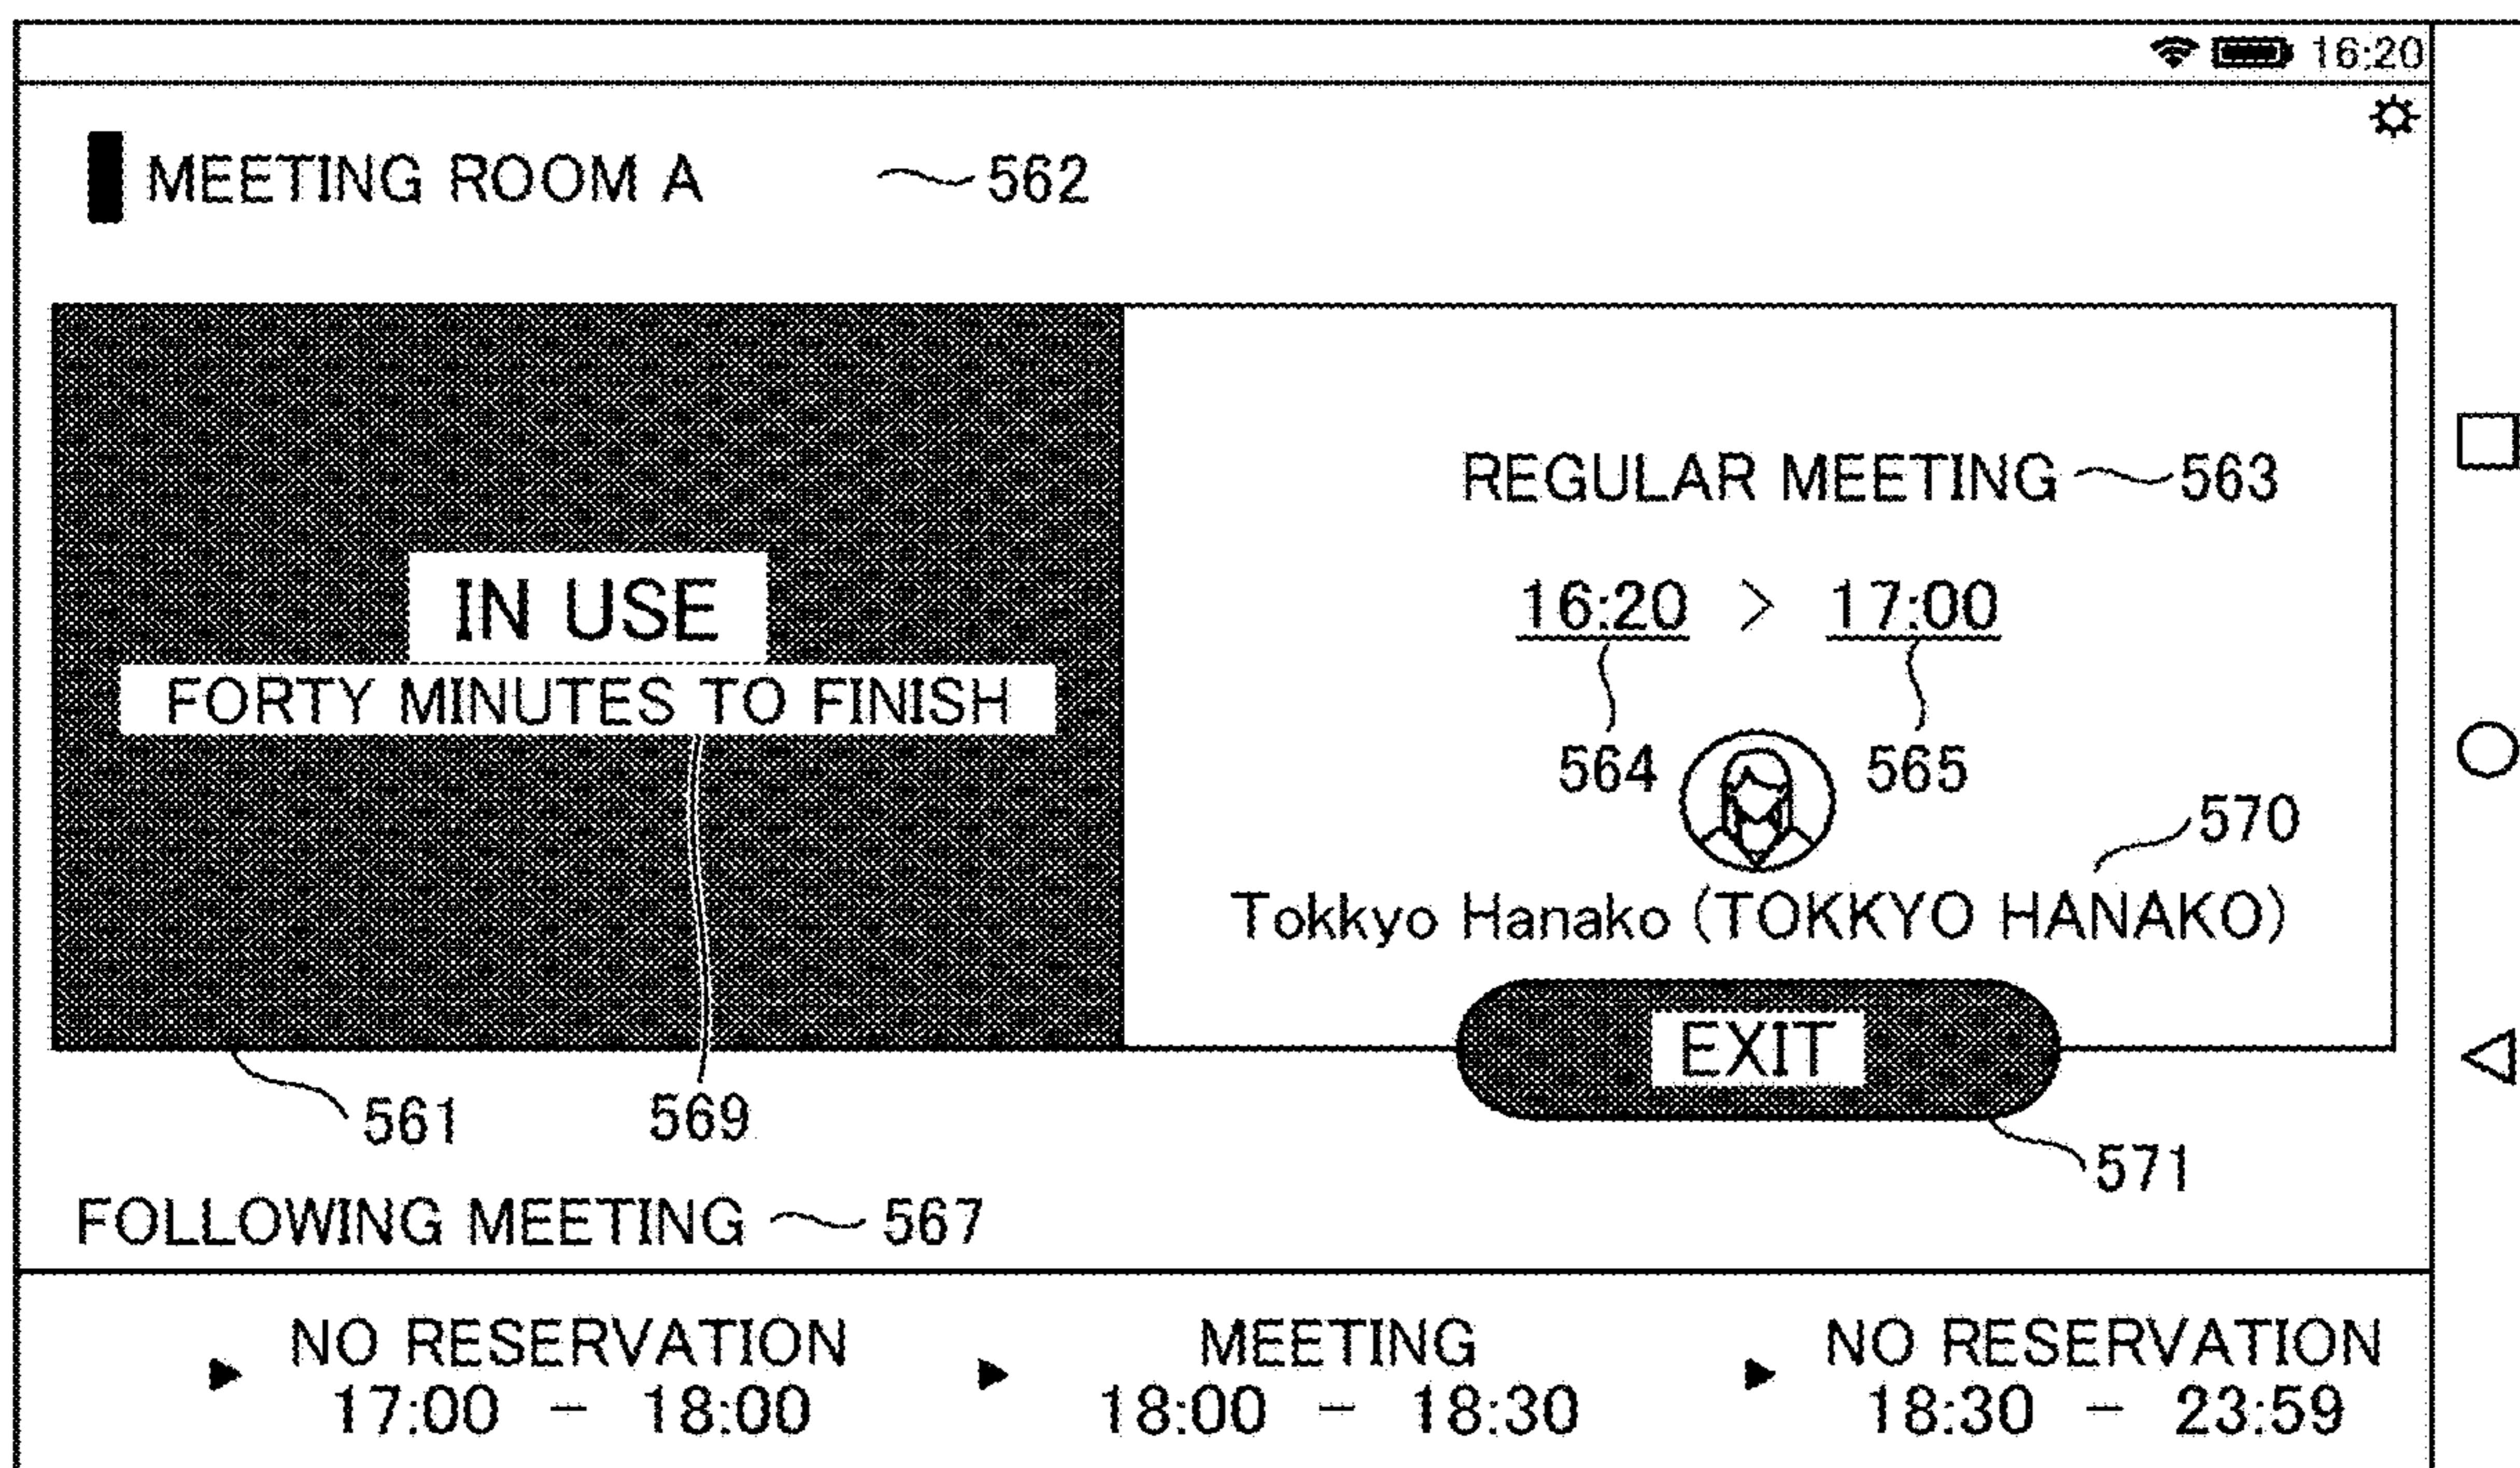 16:20
MEETING ROOM A 562
REGULAR MEETING 563
IN USE
16:20 > 17:00
FORTY MINUTES TO FINISH
564 565
570
Tokkyo Hanako (TOKKYO HANAKO)
EXIT
561 569
571
FOLLOWING MEETING 567
NO RESERVATION MEETING NO RESERVATION
17:00 - 18:00 18:00 - 18:30 18:30 - 23:59